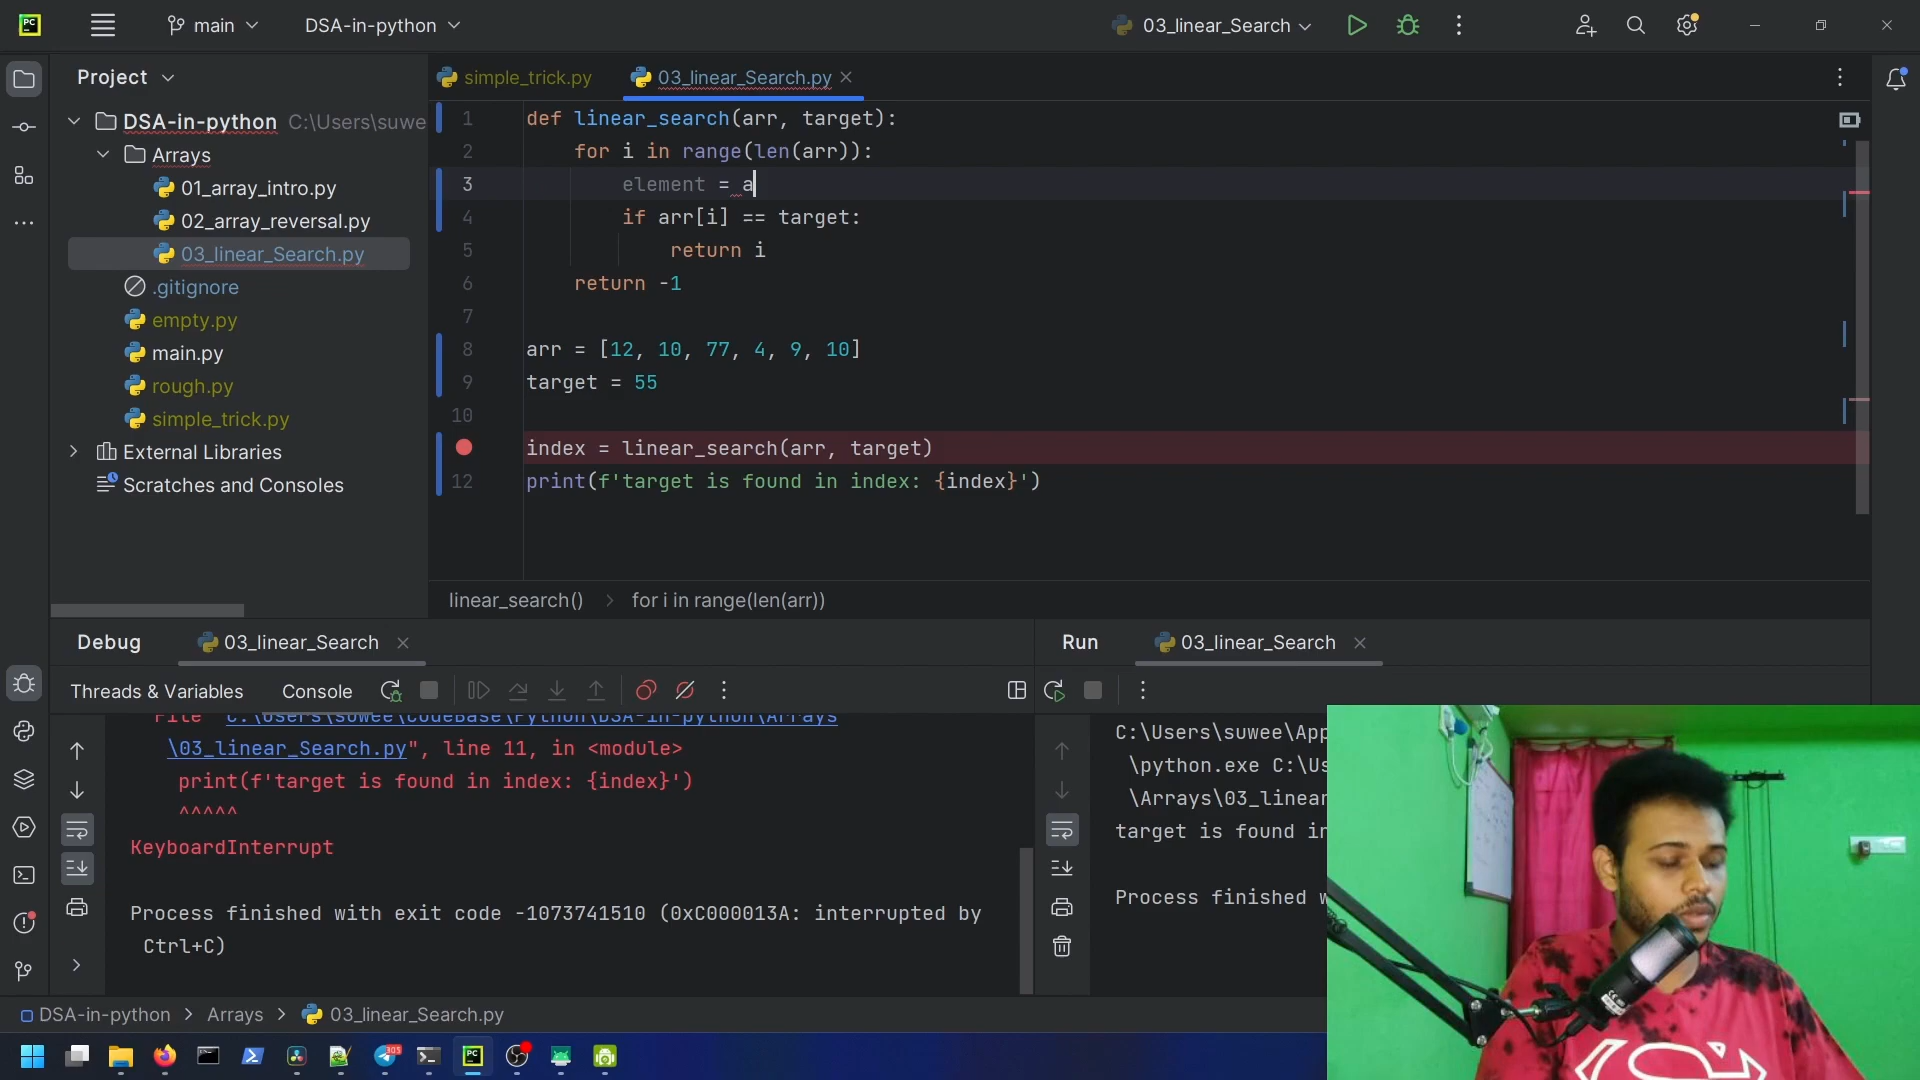 PC
main
DSA-in-python
03_linear_Search
Project
simple_trick.py
03_linear_Search.py
DSA-in-python C:\Users\suwe
Arrays
01_array_intro.py
02_array_reversal.py
03_linear_Search.py
.gitignore
empty.py
main.py
rough.py
simple_trick.py
External Libraries
Scratches and Consoles
1 def linear_search(arr, target):
2 for i in range(len(arr)):
3 element = a
4 if arr[i] == target:
5 return i
6 return -1
7
8 arr = [12, 10, 77, 4, 9, 10]
9 target = 55
10
index = linear_search(arr, target)
12 print(f'target is found in index: {index}')
linear_search() > for i in range(len(arr))
Debug
03_linear_Search
Threads & Variables
Console
File "C:\Users\suwee\CodeBase\Python\DSA-in-python\Arrays
\03_linear_Search.py", line 11, in <module>
print(f'target is found in index: {index}')
^^^^^
KeyboardInterrupt
Process finished with exit code -1073741510 (0xC000013A: interrupted by
Ctrl+C)
Run
03_linear_Search
C:\Users\suwee\App
\python.exe C:\Us
\Arrays\03_linear
target is found in
Process finished w
DSA-in-python > Arrays > 03_linear_Search.py
305
PC